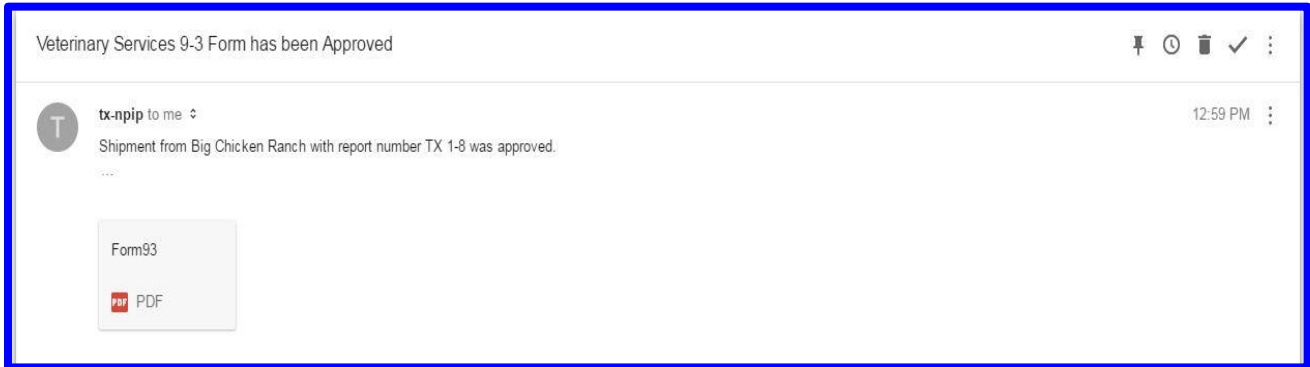 Veterinary Services 9-3 Form has been Approved
T
tx-npip to me
12:59 PM
Shipment from Big Chicken Ranch with report number TX 1-8 was approved.
...
Form93
PDF PDF